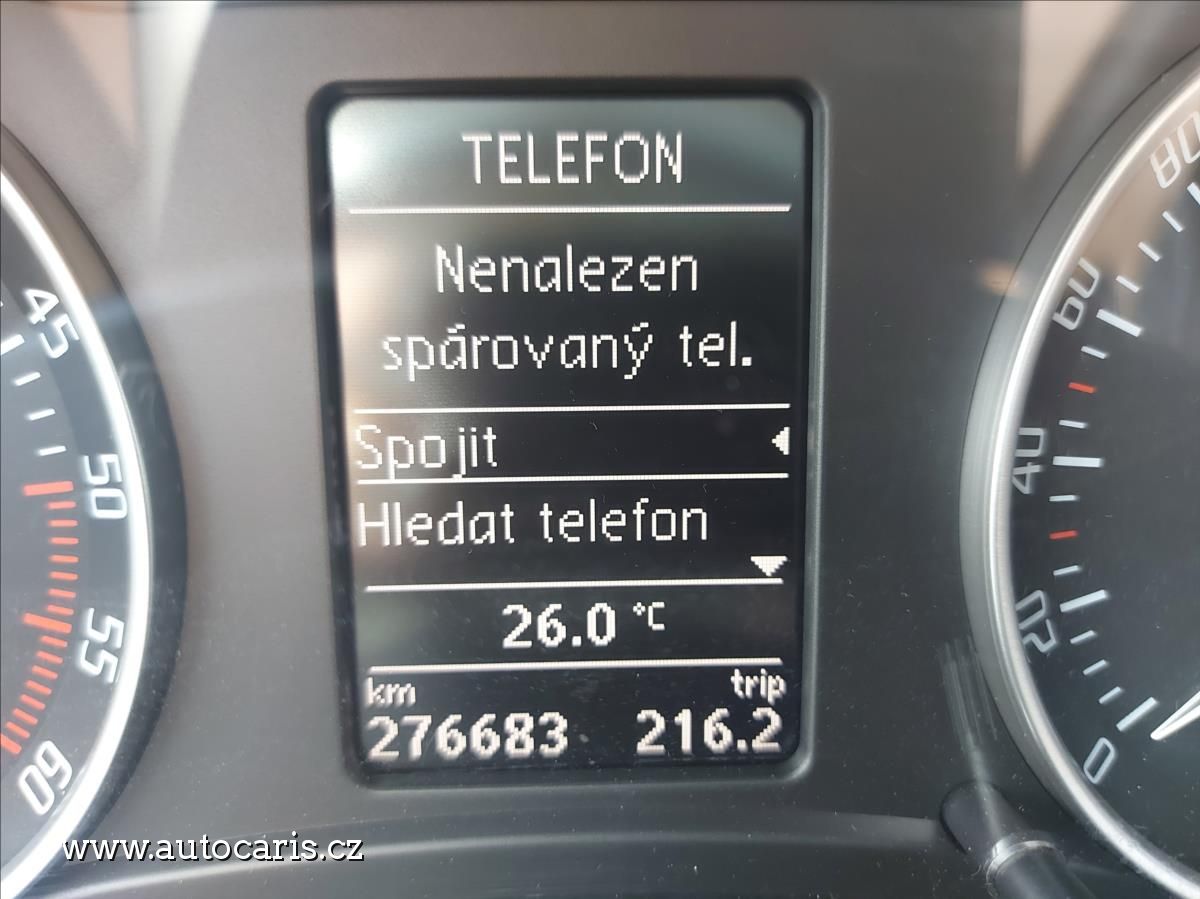 TELEFON
Nenalezen
spárovaný tel.
Spojit
Hledat telefon
26.0 °C
km trip
276683 216.2
45
50
55
60
80
60
40
20
0
www.autocaris.cz